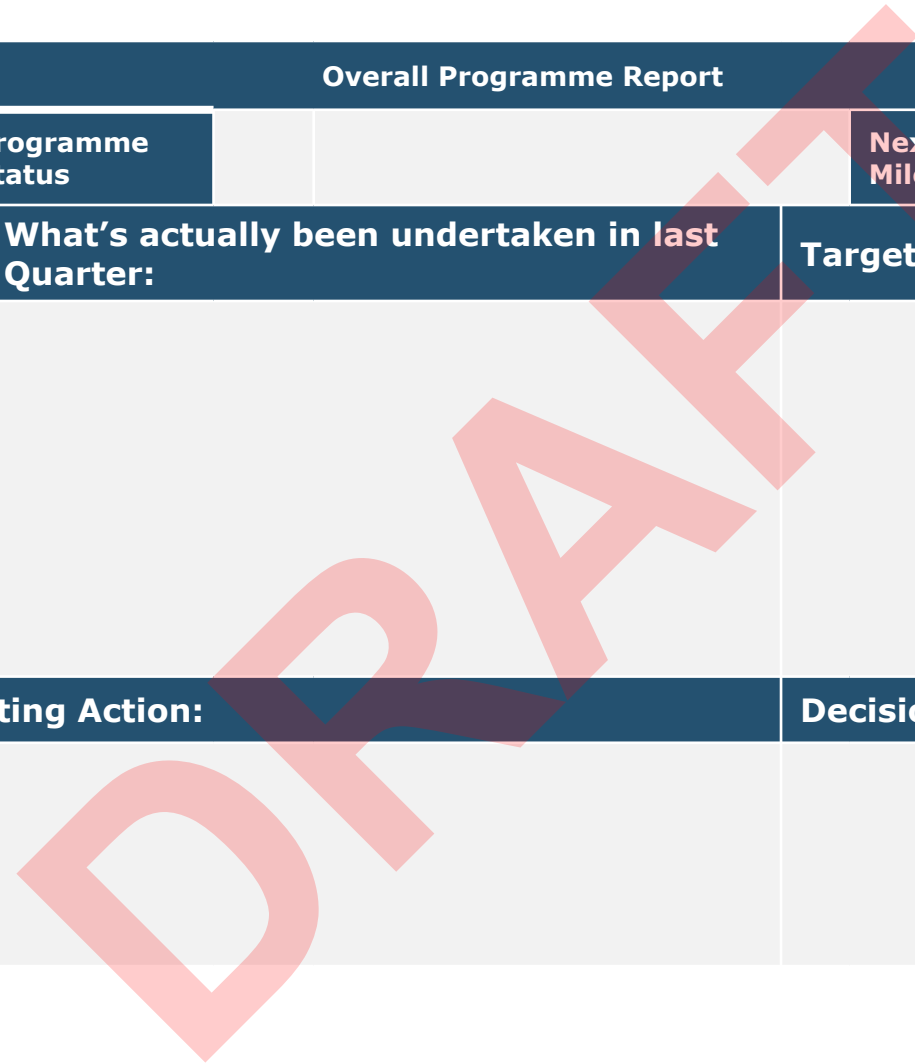 Overall Programme Report
rogramme
tatus
Nex
Mile
What’s actually been undertaken in last
Quarter:
Target
ting Action:
Decisio
DRAFT